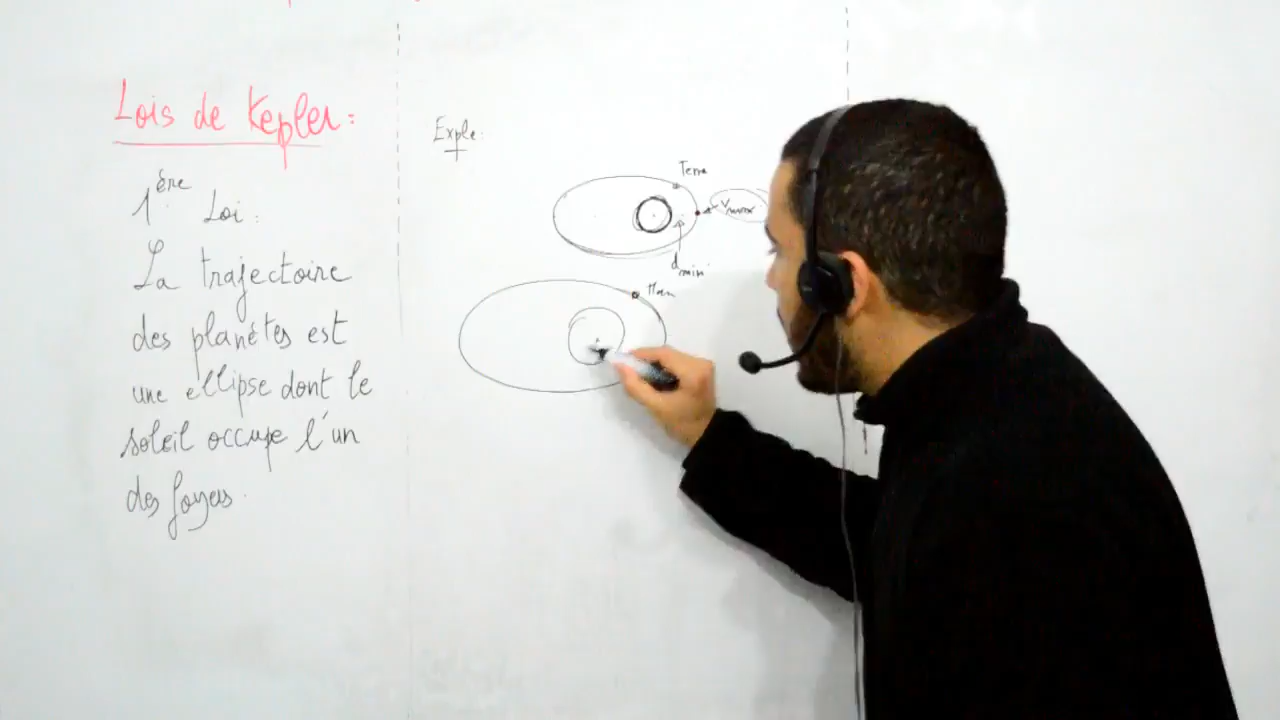 Lois de Kepler :
1ère Loi :
La trajectoire
des planètes est
une ellipse dont le
soleil occupe l'un
des foyers.
Exple :
Terre
Vmax
dmin